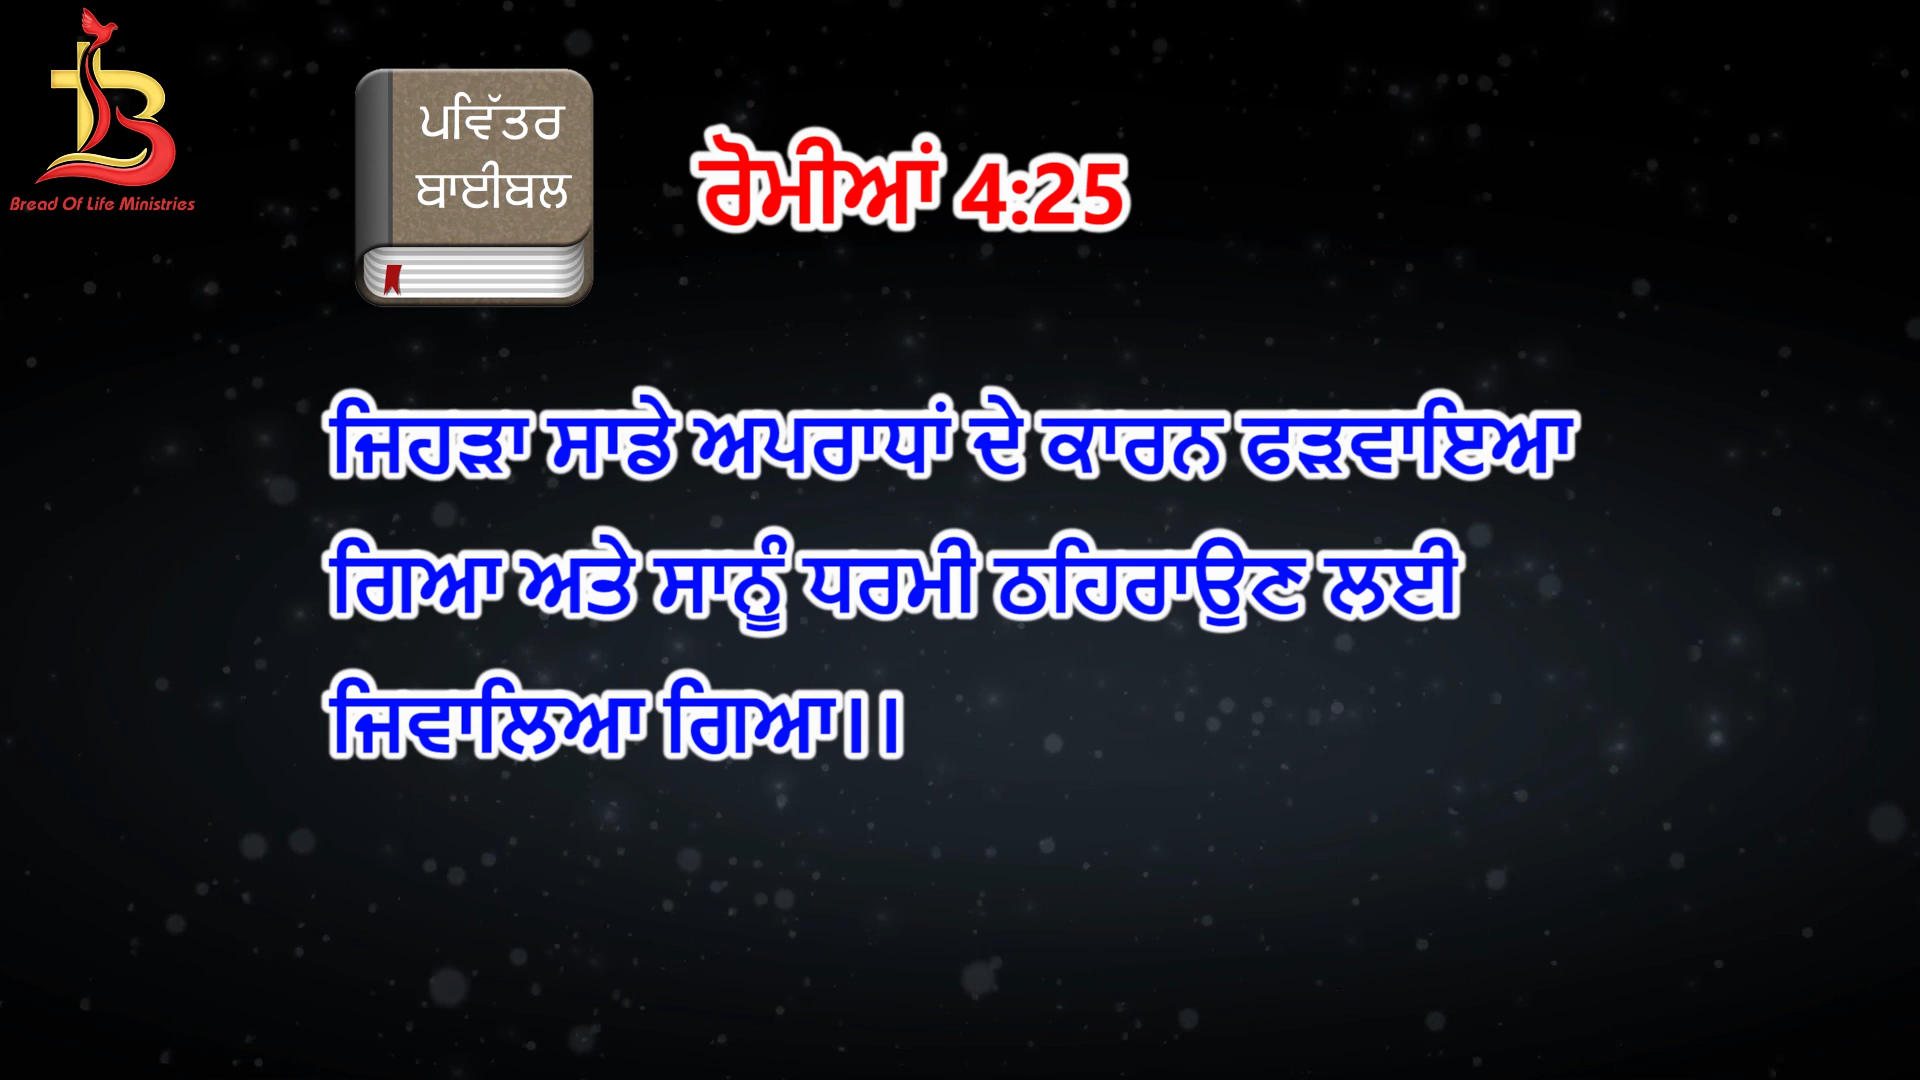 Bread Of Life Ministries
ਪਵਿੱਤਰ
ਬਾਈਬਲ
ਰੋਮੀਆਂ 4:25
ਜਿਹੜਾ ਸਾਡੇ ਅਪਰਾਧਾਂ ਦੇ ਕਾਰਨ ਫੜਵਾਇਆ
ਗਿਆ ਅਤੇ ਸਾਨੂੰ ਧਰਮੀ ਠਹਿਰਾਉਣ ਲਈ
ਜਿਵਾਲਿਆ ਗਿਆ।।